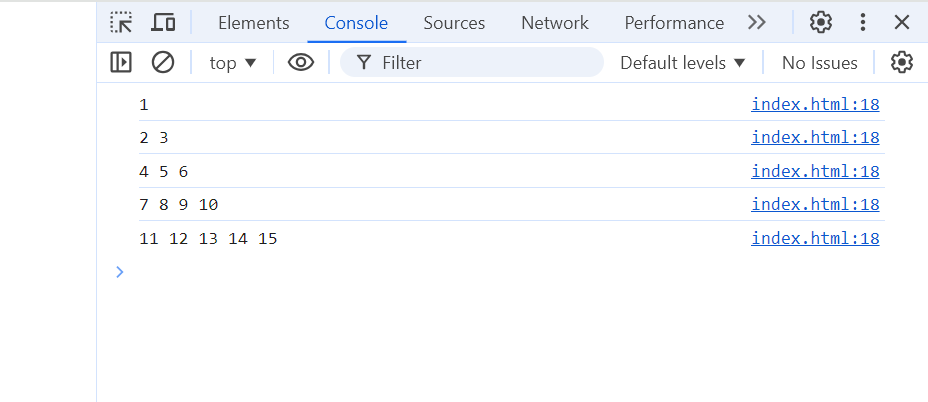 Elements Console Sources Network Performance
top Filter Default levels No Issues
1 index.html:18
2 3 index.html:18
4 5 6 index.html:18
7 8 9 10 index.html:18
11 12 13 14 15 index.html:18